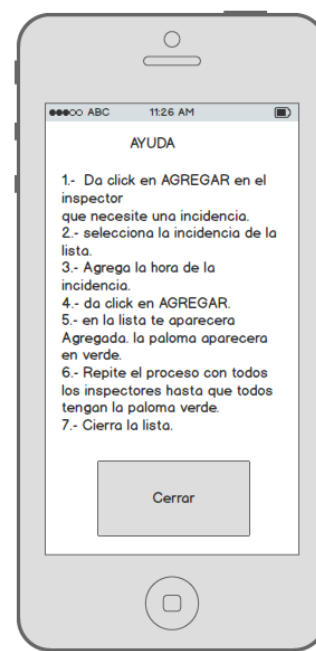 ABC 11:26 AM
AYUDA
1.- Da click en AGREGAR en el
inspector
que necesite una incidencia.
2.- selecciona la incidencia de la
lista.
3.- Agrega la hora de la
incidencia.
4.- da click en AGREGAR.
5.- en la lista te aparecera
Agregada. la paloma aparecera
en verde.
6.- Repite el proceso con todos
los inspectores hasta que todos
tengan la paloma verde.
7.- Cierra la lista.
Cerrar